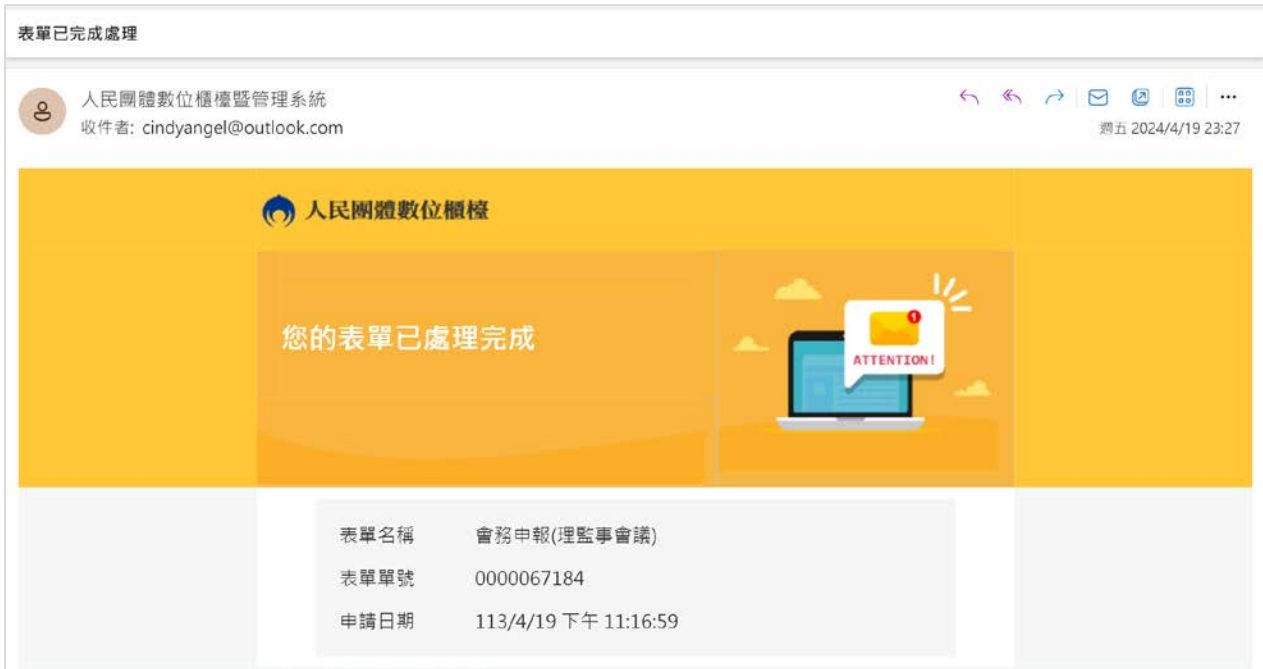 表單已完成處理
人民團體數位櫃檯暨管理系統
收件者: cindyangel@outlook.com
週五 2024/4/19 23:27
人民團體數位櫃檯
您的表單已處理完成
1
ATTENTION!
表單名稱 會務申報(理監事會議)
表單單號 0000067184
申請日期 113/4/19 下午 11:16:59